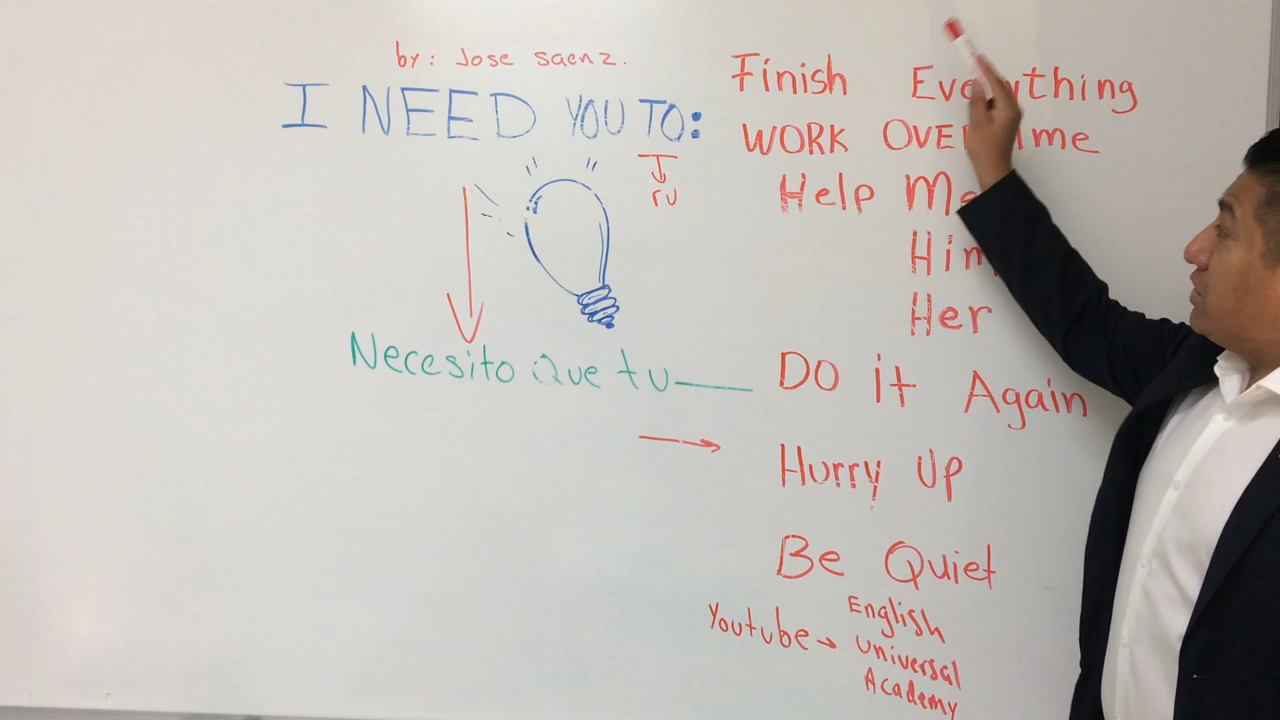 by: Jose Saenz.
I NEED YOU TO:
↓
ru
Necesito Que tu
Finish Everything
WORK OVERTime
Help Me
Him
Her
Do it Again
Hurry Up
Be Quiet
Youtube → English
Universal
Academy